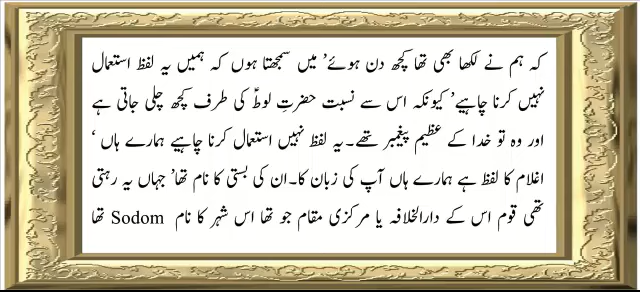 کہ ہم نے لکھا بھی تھا کچھ دن ہوئے’ میں سمجھتا ہوں کہ ہمیں یہ لفظ استعمال
نہیں کرنا چاہیے’ کیونکہ اس سے نسبت حضرتِ لوطؑ کی طرف کچھ چلی جاتی ہے
اور وہ تو خدا کے عظیم پیغمبر تھے۔یہ لفظ نہیں استعمال کرنا چاہیے ہمارے ہاں ‘
اغلام کا لفظ ہے ہمارے ہاں آپ کی زبان کا۔ان کی بستی کا نام تھا’ جہاں یہ رہتی
تھی قوم اس کے دارالخلافہ یا مرکزی مقام جو تھا اس شہر کا نام Sodom تھا